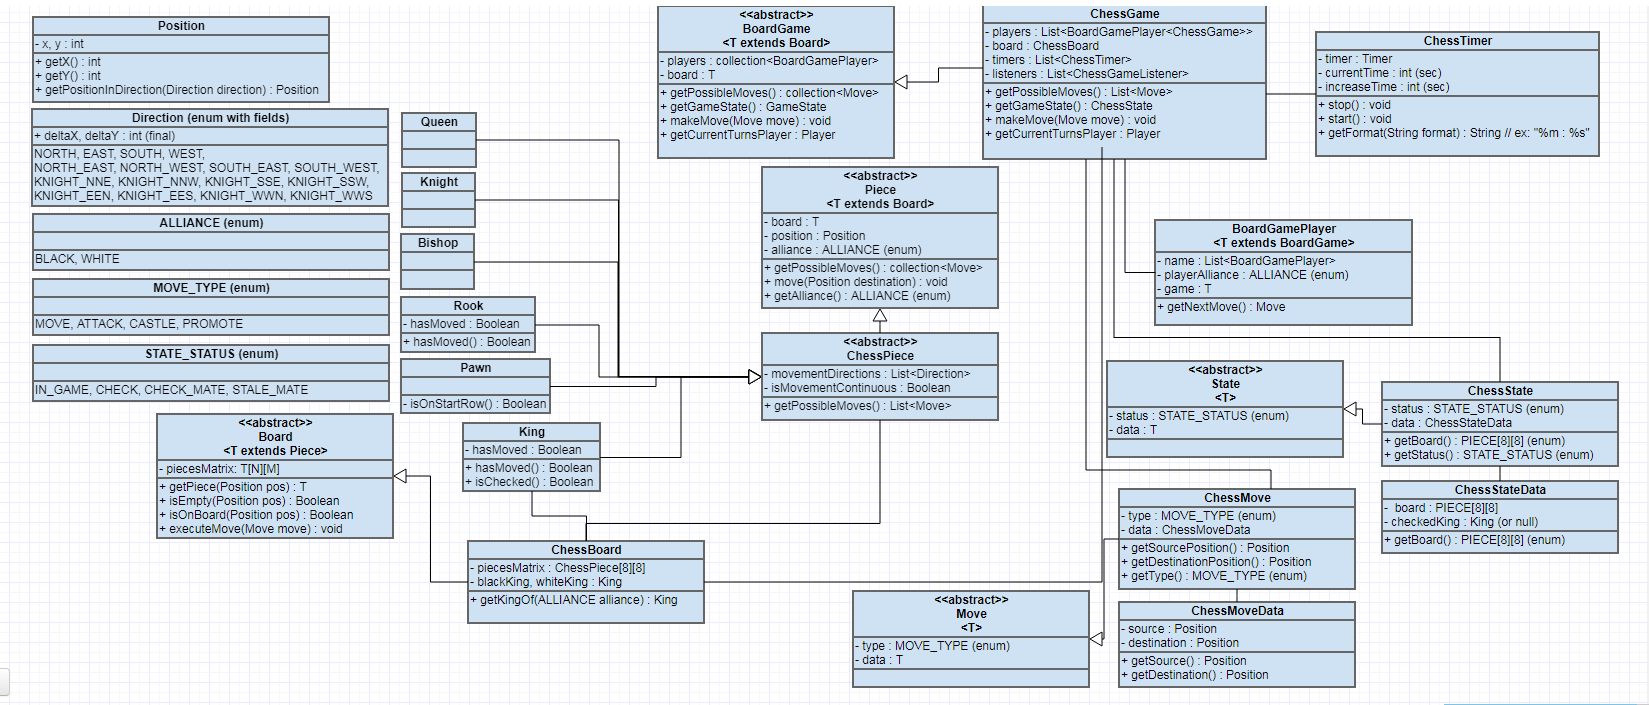 Position
- x, y : int
+ getX() : int
+ getY() : int
+ getPositionInDirection(Direction direction) : Position
Direction (enum with fields)
+ deltaX, deltaY : int (final)
NORTH, EAST, SOUTH, WEST,
NORTH_EAST, NORTH_WEST, SOUTH_EAST, SOUTH_WEST,
KNIGHT_NNE, KNIGHT_NNW, KNIGHT_SSE, KNIGHT_SSW,
KNIGHT_EEN, KNIGHT_EES, KNIGHT_WWN, KNIGHT_WWS
ALLIANCE (enum)
BLACK, WHITE
MOVE_TYPE (enum)
MOVE, ATTACK, CASTLE, PROMOTE
STATE_STATUS (enum)
IN_GAME, CHECK, CHECK_MATE, STALE_MATE
<<abstract>>
Board
<T extends Piece>
- piecesMatrix: T[N][M]
+ getPiece(Position pos) : T
+ isEmpty(Position pos) : Boolean
+ isOnBoard(Position pos) : Boolean
+ executeMove(Move move) : void
Queen
Knight
Bishop
Rook
- hasMoved : Boolean
+ hasMoved() : Boolean
Pawn
- isOnStartRow() : Boolean
King
- hasMoved : Boolean
+ hasMoved() : Boolean
+ isChecked() : Boolean
ChessBoard
- piecesMatrix : ChessPiece[8][8]
- blackKing, whiteKing : King
+ getKingOf(ALLIANCE alliance) : King
<<abstract>>
BoardGame
<T extends Board>
- players : collection<BoardGamePlayer>
- board : T
+ getPossibleMoves() : collection<Move>
+ getGameState() : GameState
+ makeMove(Move move) : void
+ getCurrentTurnsPlayer : Player
<<abstract>>
Piece
<T extends Board>
- board : T
- position : Position
- alliance : ALLIANCE (enum)
+ getPossibleMoves() : collection<Move>
+ move(Position destination) : void
+ getAlliance() : ALLIANCE (enum)
<<abstract>>
ChessPiece
- movementDirections : List<Direction>
- isMovementContinuous : Boolean
+ getPossibleMoves() : List<Move>
<<abstract>>
Move
<T>
- type : MOVE_TYPE (enum)
- data : T
ChessGame
- players : List<BoardGamePlayer<ChessGame>>
- board : ChessBoard
- timers : List<ChessTimer>
- listeners : List<ChessGameListener>
+ getPossibleMoves() : List<Move>
+ getGameState() : ChessState
+ makeMove(Move move) : void
+ getCurrentTurnsPlayer : Player
ChessTimer
- timer : Timer
- currentTime : int (sec)
- increaseTime : int (sec)
+ stop() : void
+ start() : void
+ getFormat(String format) : String // ex: "%m : %s"
BoardGamePlayer
<T extends BoardGame>
- name : List<BoardGamePlayer>
- playerAlliance : ALLIANCE (enum)
- game : T
+ getNextMove() : Move
<<abstract>>
State
<T>
- status : STATE_STATUS (enum)
- data : T
ChessState
- status : STATE_STATUS (enum)
- data : ChessStateData
+ getBoard() : PIECE[8][8] (enum)
+ getStatus() : STATE_STATUS (enum)
ChessStateData
- board : PIECE[8][8]
- checkedKing : King (or null)
+ getBoard() : PIECE[8][8] (enum)
ChessMove
- type : MOVE_TYPE (enum)
- data : ChessMoveData
+ getSourcePosition() : Position
+ getDestinationPosition() : Position
+ getType() : MOVE_TYPE (enum)
ChessMoveData
- source : Position
- destination : Position
+ getSource() : Position
+ getDestination() : Position